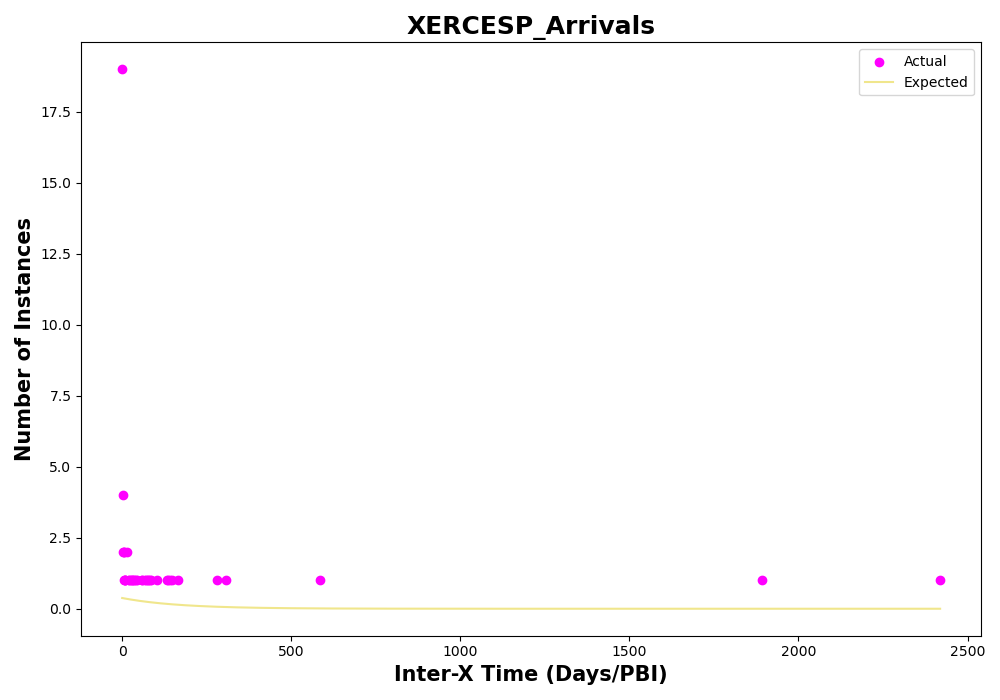 XERCESP_Arrivals
Actual
Expected
17.5
15.0
12.5
10.0
7.5
5.0
2.5
0.0
Number of Instances
0
500
1000
1500
2000
2500
Inter-X Time (Days/PBI)